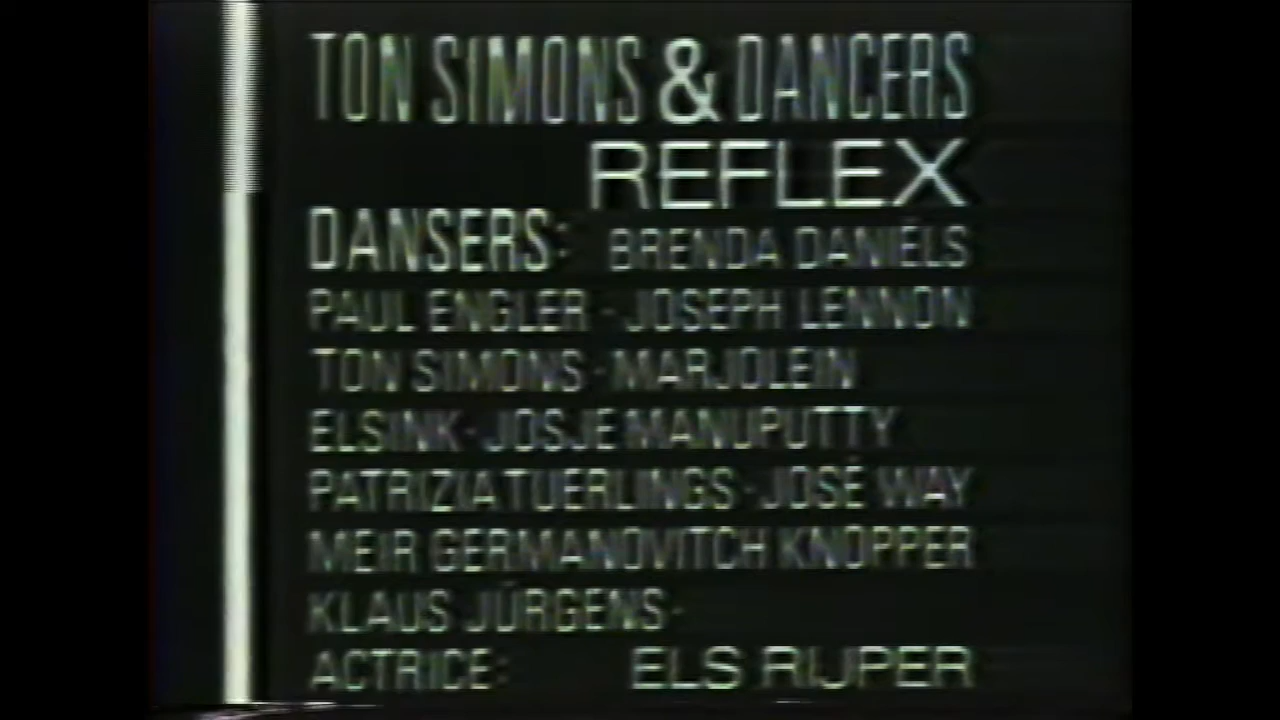 TON SIMONS & DANCERS
REFLEX
DANSERS: BRENDA DANIËLS
PAUL ENGLER - JOSEPH LENNON
TON SIMONS - MARJOLEIN
ELSINK - JOSJE MANUPUTTY
PATRIZIA TUERLINGS - JOSÉ WAY
MEIR GERMANOVITCH KNOPPER
KLAUS JÜRGENS -
ACTRICE: ELS RIJPER